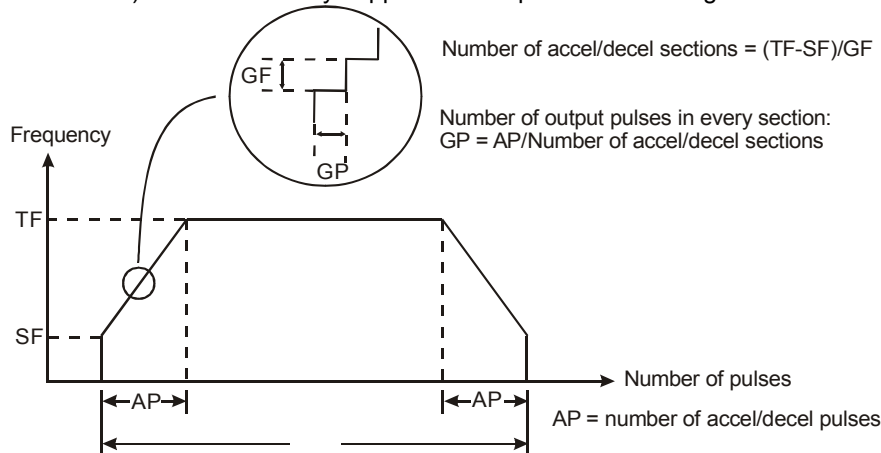 Number of accel/decel sections = (TF-SF)/GF
GF
Number of output pulses in every section:
GP = AP/Number of accel/decel sections
Frequency
GP
TF
SF
Number of pulses
AP
AP
AP = number of accel/decel pulses